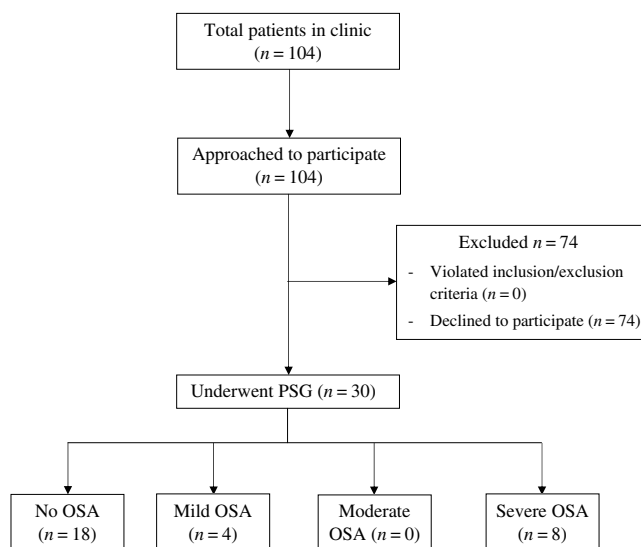 Total patients in clinic
(n = 104)
Approached to participate
(n = 104)
Excluded n = 74
- Violated inclusion/exclusion
criteria (n = 0)
- Declined to participate (n = 74)
Underwent PSG (n = 30)
No OSA
(n = 18)
Mild OSA
(n = 4)
Moderate
OSA (n = 0)
Severe OSA
(n = 8)